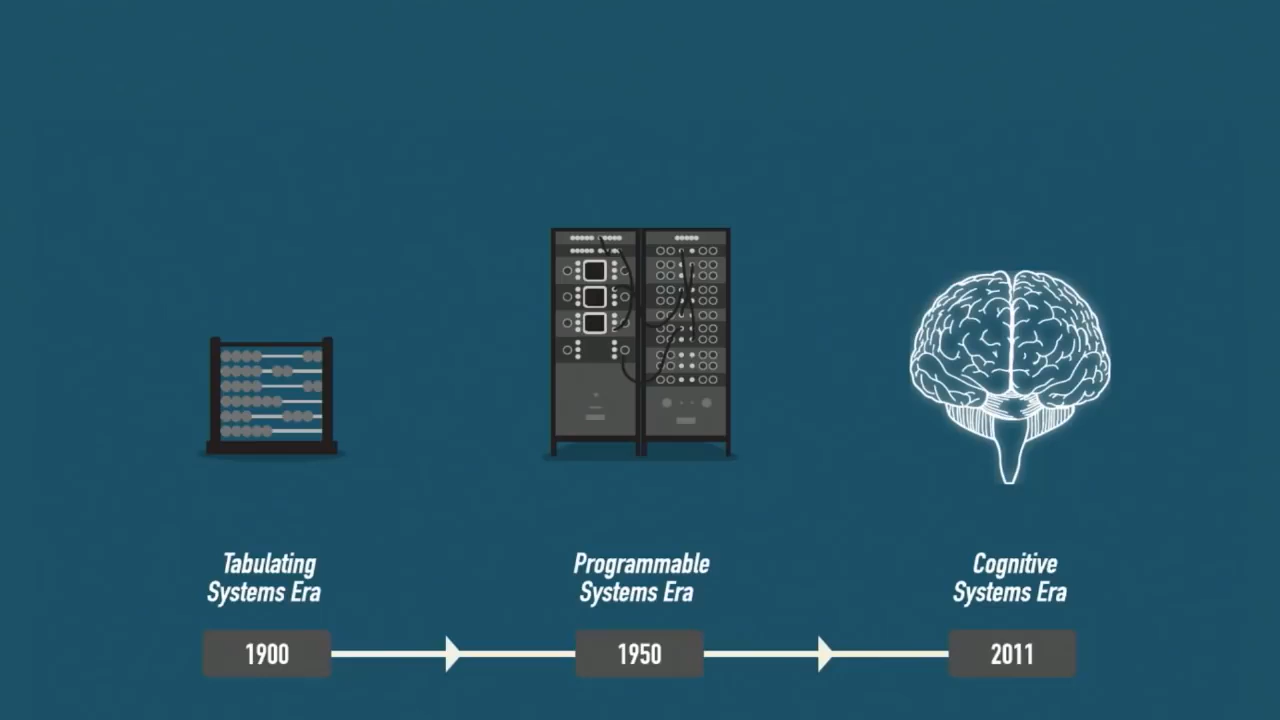 Tabulating
Systems Era
1900
Programmable
Systems Era
1950
Cognitive
Systems Era
2011